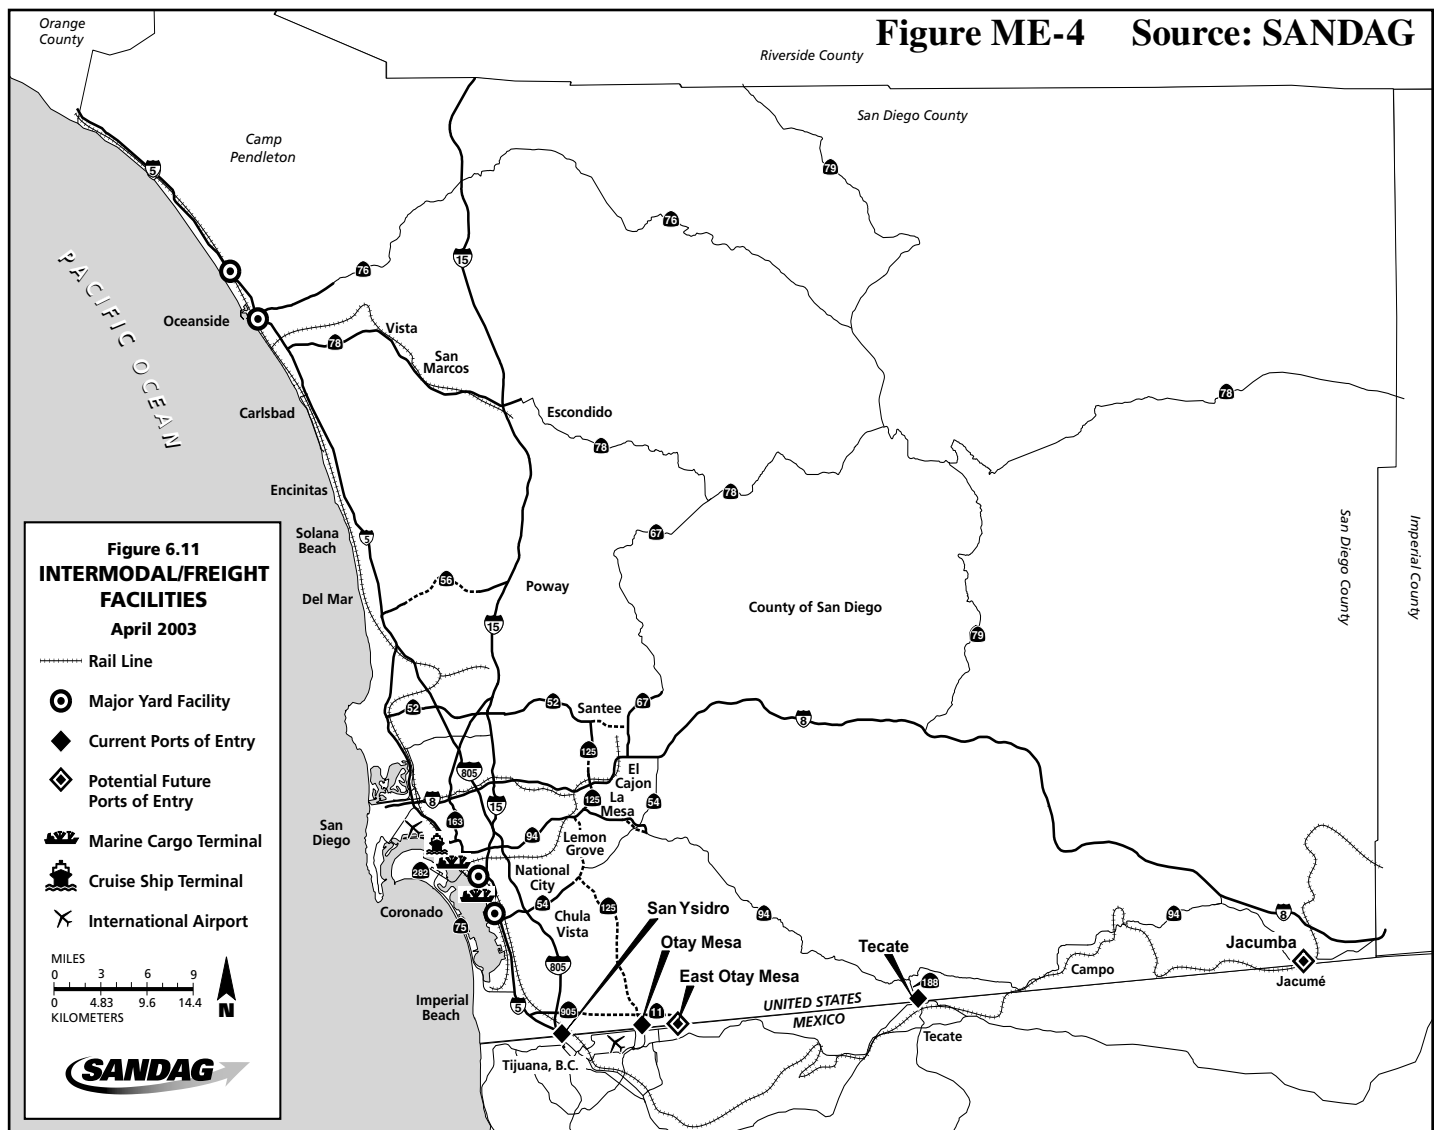 Figure ME-4 Source: SANDAG
Orange
County
Riverside County
San Diego County
Camp
Pendleton
5
79
76
15
76
PACIFIC OCEAN
Oceanside
Vista
78
San
Marcos
78
Carlsbad
Escondido
78
Encinitas
78
Solana
Beach
5
67
San Diego County
Imperial County
56
Poway
Del Mar
County of San Diego
15
79
52
52
Santee
67
8
125
805
El
Cajon
8
15
125
La
Mesa
54
San
Diego
163
94
Lemon
Grove
282
National
City
Coronado
54
125
San Ysidro
94
94
8
75
Chula
Vista
Otay Mesa
Tecate
Jacumba
805
East Otay Mesa
Campo
188
Jacumé
Imperial
Beach
5
905
11
UNITED STATES
MEXICO
Tecate
Tijuana, B.C.
Figure 6.11
INTERMODAL/FREIGHT
FACILITIES
April 2003
Rail Line
Major Yard Facility
Current Ports of Entry
Potential Future
Ports of Entry
Marine Cargo Terminal
Cruise Ship Terminal
International Airport
MILES
0 3 6 9
0 4.83 9.6 14.4
KILOMETERS
N
SANDAG